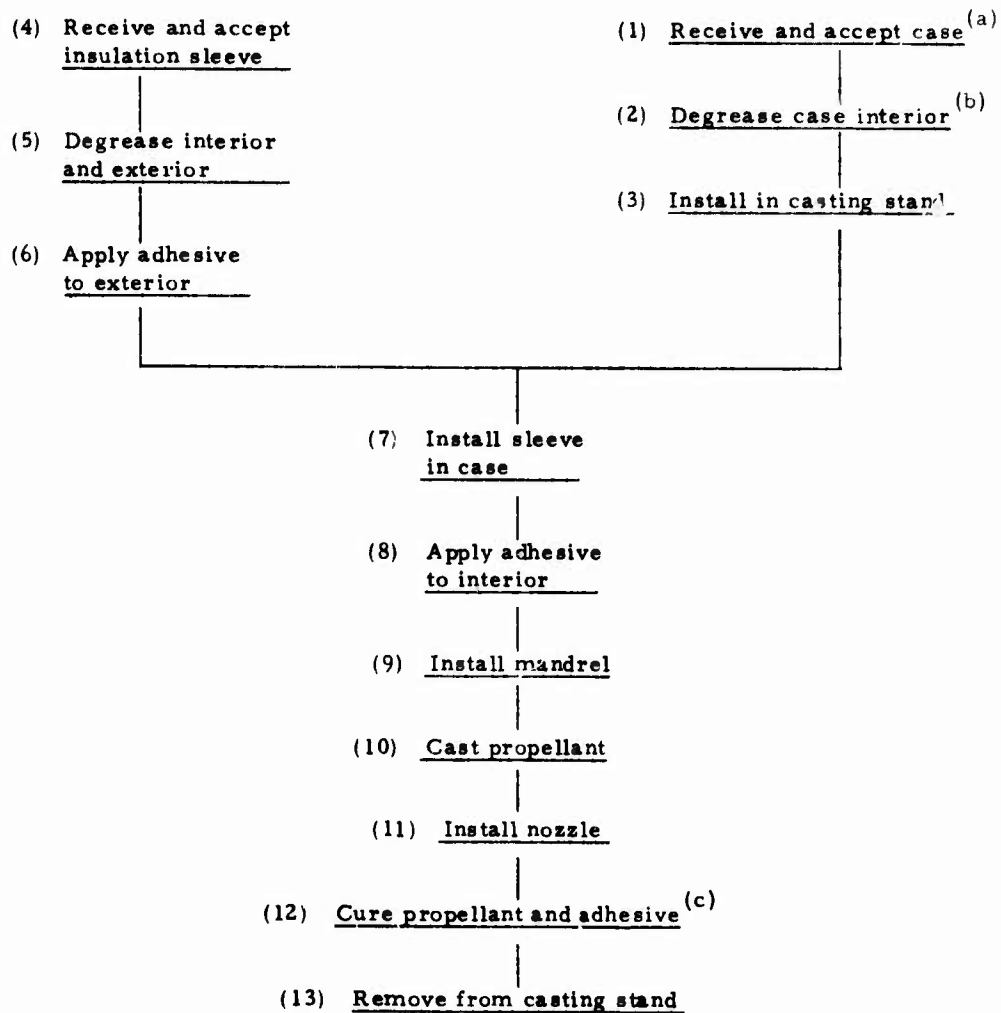 (4) Receive and accept
insulation sleeve
(5) Degrease interior
and exterior
(6) Apply adhesive
to exterior
(1) Receive and accept case (a)
(2) Degrease case interior (b)
(3) Install in casting stand
(7) Install sleeve
in case
(8) Apply adhesive
to interior
(9) Install mandrel
(10) Cast propellant
(11) Install nozzle
(12) Cure propellant and adhesive (c)
(13) Remove from casting stand